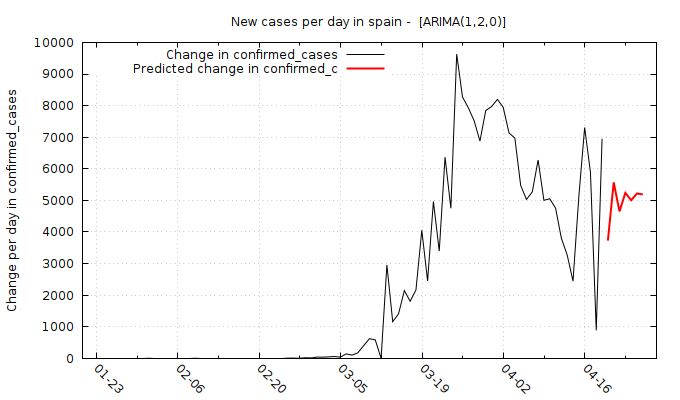 New cases per day in spain -  [ARIMA(1,2,0)]
Change in confirmed_cases
Predicted change in confirmed_c
Change per day in confirmed_cases
10000
9000
8000
7000
6000
5000
4000
3000
2000
1000
0
01-23 02-06 02-20 03-05 03-19 04-02 04-16